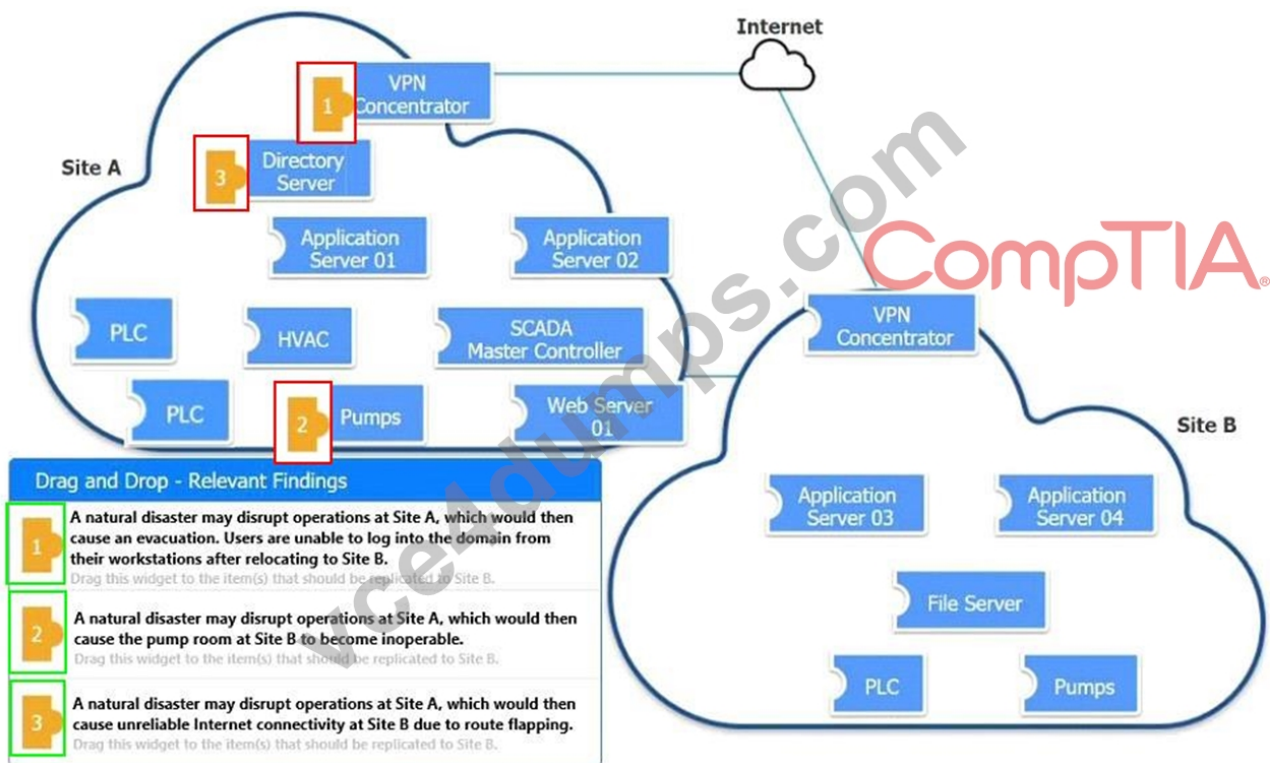 Internet
VPN
Concentrator
1
Site A
Directory
Server
3
Application
Server 01
Application
Server 02
CompTIA®
PLC
HVAC
SCADA
Master Controller
VPN
Concentrator
PLC
2
Pumps
Web Server
01
Site B
Drag and Drop - Relevant Findings
1
A natural disaster may disrupt operations at Site A, which would then
cause an evacuation. Users are unable to log into the domain from
their workstations after relocating to Site B.
Drag this widget to the item(s) that should be replicated to Site B.
2
A natural disaster may disrupt operations at Site A, which would then
cause the pump room at Site B to become inoperable.
Drag this widget to the item(s) that should be replicated to Site B.
3
A natural disaster may disrupt operations at Site A, which would then
cause unreliable Internet connectivity at Site B due to route flapping.
Drag this widget to the item(s) that should be replicated to Site B.
Application
Server 03
Application
Server 04
File Server
PLC
Pumps
vce4dumps.com